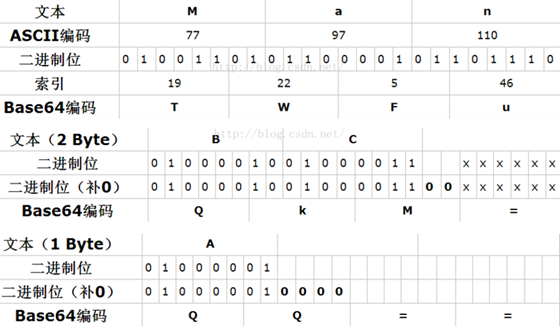 文本 M a n
ASCII编码 77 97 110
二进制位 0 1 0 0 1 1 0 1 0 1 1 0 0 0 0 1 0 1 1 0 1 1 1 0
http://blog.csdn.net/
索引 19 22 5 46
Base64编码 T W F u
http://blog.csdn.net/
文本（2 Byte） B C
二进制位 0 1 0 0 0 0 1 0 0 1 0 0 0 0 1 1 x x x x x x
二进制位（补0） 0 1 0 0 0 0 1 0 0 1 0 0 0 0 1 1 0 0 x x x x x x
Base64编码 Q k M =
文本（1 Byte） A
二进制位 0 1 0 0 0 0 0 1
二进制位（补0） 0 1 0 0 0 0 0 1 0 0 0 0
Base64编码 Q Q = =